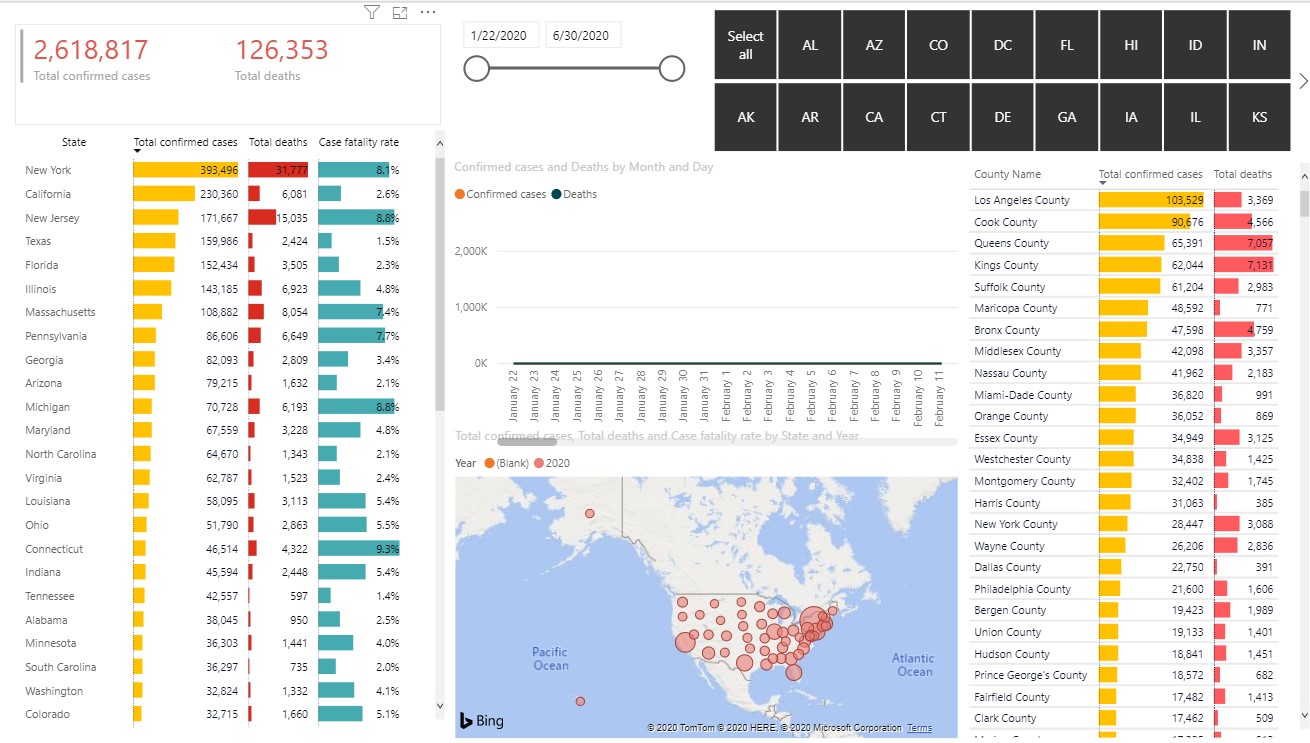 2,618,817 126,353
Total confirmed cases Total deaths
1/22/2020 6/30/2020
Select all AL AZ CO DC FL HI ID IN
AK AR CA CT DE GA IA IL KS
State Total confirmed cases Total deaths Case fatality rate
New York 393,496 31,777 8.1%
California 230,360 6,081 2.6%
New Jersey 171,667 15,035 8.8%
Texas 159,986 2,424 1.5%
Florida 152,434 3,505 2.3%
Illinois 143,185 6,923 4.8%
Massachusetts 108,882 8,054 7.4%
Pennsylvania 86,606 6,649 7.7%
Georgia 82,093 2,809 3.4%
Arizona 79,215 1,632 2.1%
Michigan 70,728 6,193 8.8%
Maryland 67,559 3,228 4.8%
North Carolina 64,670 1,343 2.1%
Virginia 62,787 1,523 2.4%
Louisiana 58,095 3,113 5.4%
Ohio 51,790 2,863 5.5%
Connecticut 46,514 4,322 9.3%
Indiana 45,594 2,448 5.4%
Tennessee 42,557 597 1.4%
Alabama 38,045 950 2.5%
Minnesota 36,303 1,441 4.0%
South Carolina 36,297 735 2.0%
Washington 32,824 1,332 4.1%
Colorado 32,715 1,660 5.1%
Confirmed cases and Deaths by Month and Day
Confirmed cases Deaths
2,000K
1,000K
0K
January 22
January 23
January 24
January 25
January 26
January 27
January 28
January 29
January 30
January 31
February 1
February 2
February 3
February 4
February 5
February 6
February 7
February 8
February 9
February 10
February 11
Total confirmed cases, Total deaths and Case fatality rate by State and Year
Year (Blank) 2020
Pacific
Ocean
Atlantic
Ocean
Bing
© 2020 TomTom © 2020 HERE, © 2020 Microsoft Corporation Terms
County Name Total confirmed cases Total deaths
Los Angeles County 103,529 3,369
Cook County 90,676 4,566
Queens County 65,391 7,057
Kings County 62,044 7,131
Suffolk County 61,204 2,983
Maricopa County 48,592 771
Bronx County 47,598 4,759
Middlesex County 42,098 3,357
Nassau County 41,962 2,183
Miami-Dade County 36,820 991
Orange County 36,052 869
Essex County 34,949 3,125
Westchester County 34,838 1,425
Montgomery County 32,402 1,745
Harris County 31,063 385
New York County 28,447 3,088
Wayne County 26,206 2,836
Dallas County 22,750 391
Philadelphia County 21,600 1,606
Bergen County 19,423 1,989
Union County 19,133 1,401
Hudson County 18,841 1,451
Prince George's County 18,572 682
Fairfield County 17,482 1,413
Clark County 17,462 509